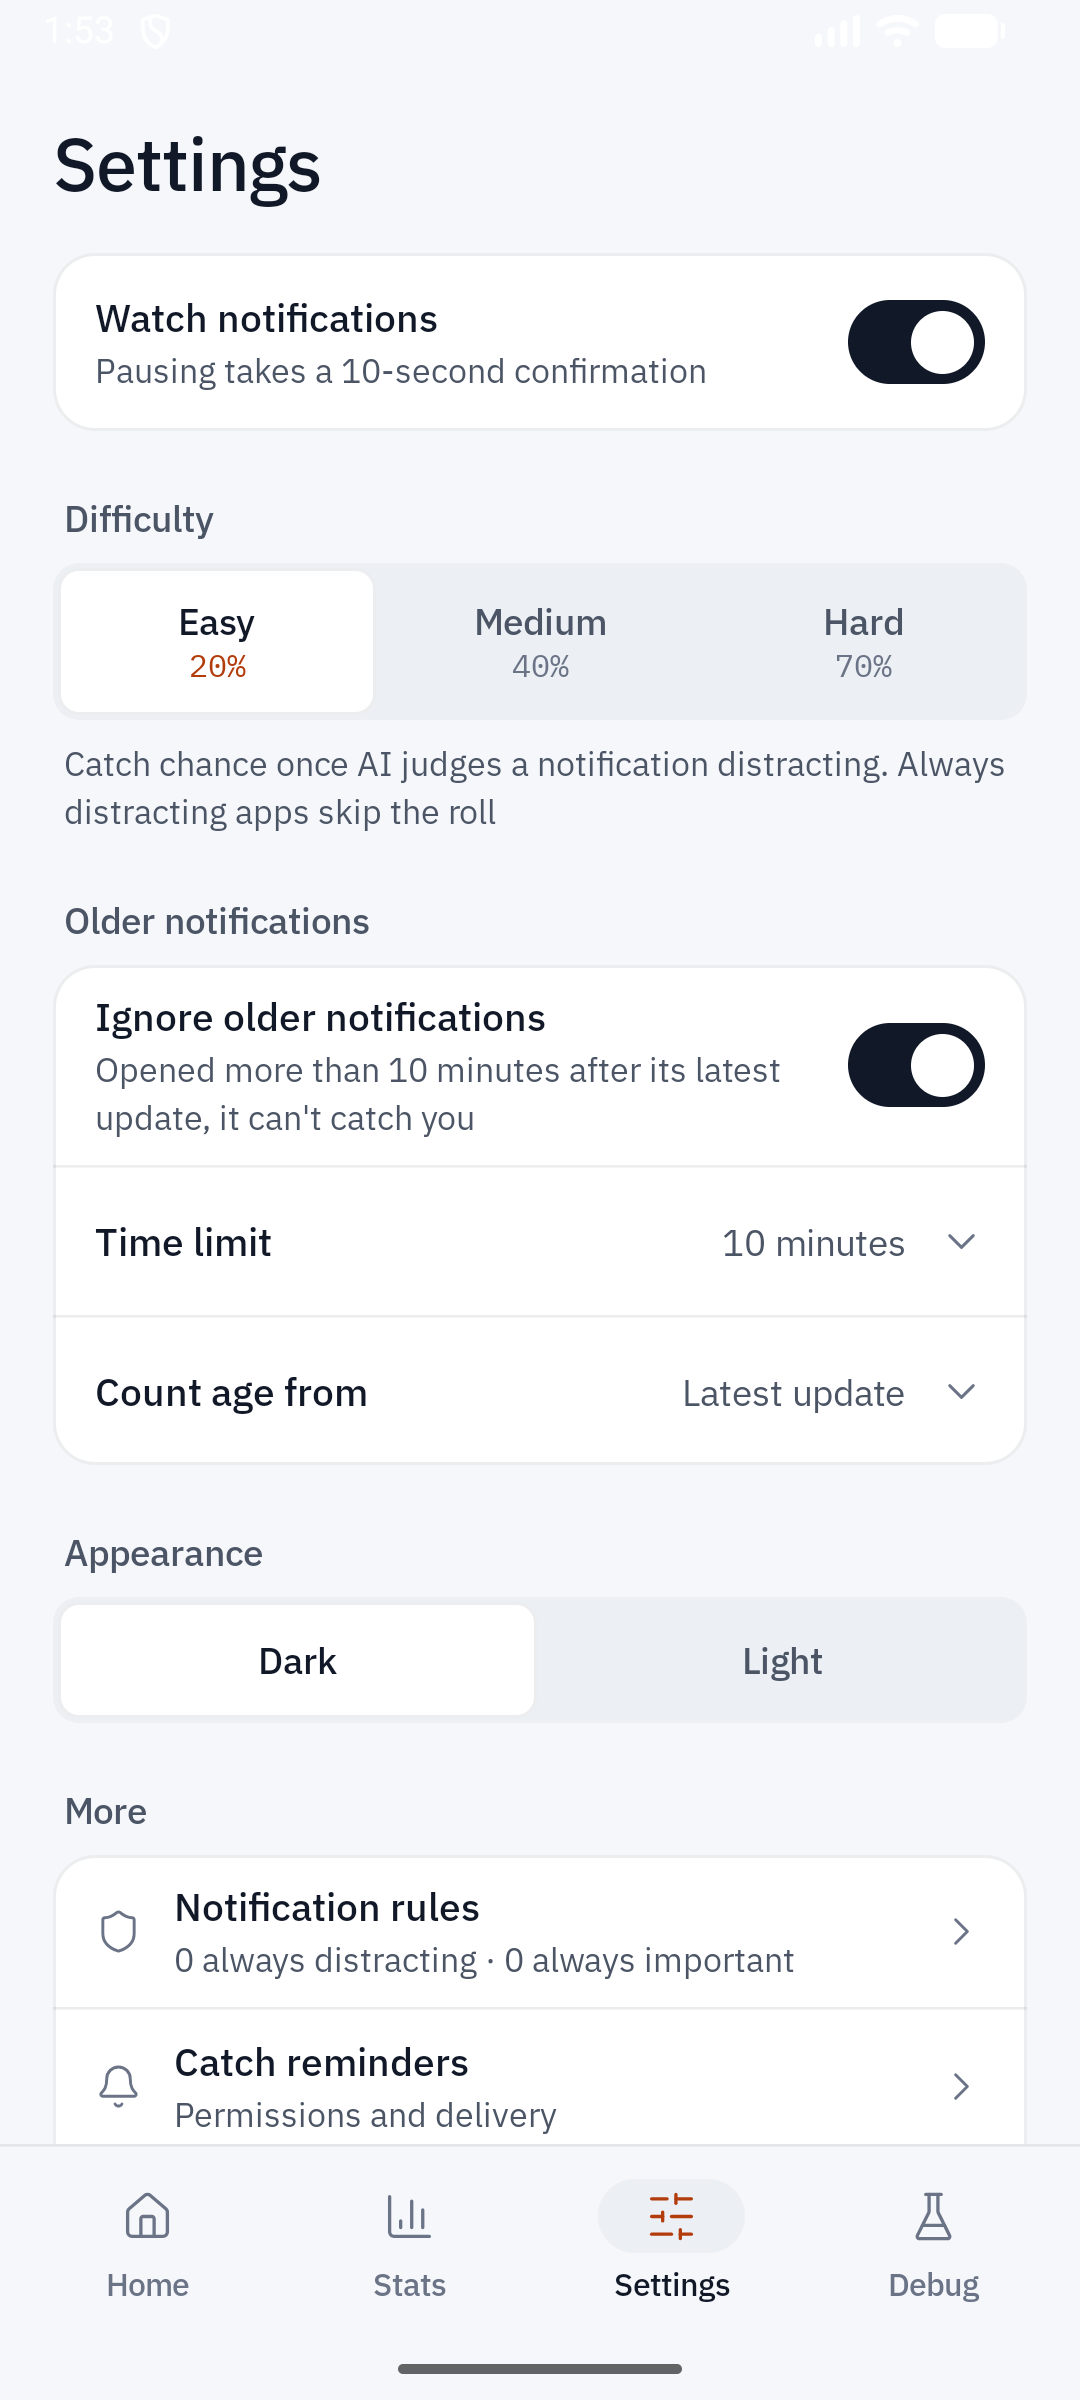 1:53
Settings
Watch notifications
Pausing takes a 10-second confirmation
Difficulty
Easy
20%
Medium
40%
Hard
70%
Catch chance once AI judges a notification distracting. Always
distracting apps skip the roll
Older notifications
Ignore older notifications
Opened more than 10 minutes after its latest
update, it can't catch you
Time limit
10 minutes
Count age from
Latest update
Appearance
Dark
Light
More
Notification rules
0 always distracting · 0 always important
Catch reminders
Permissions and delivery
Home
Stats
Settings
Debug